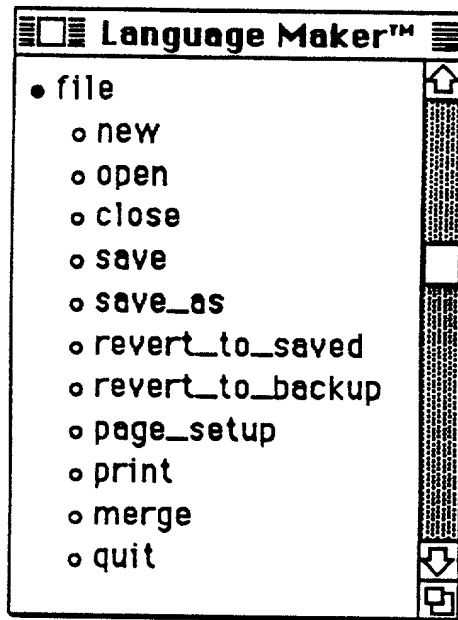 Language Maker™
• file
o new
o open
o close
o save
o save_as
o revert_to_saved
o revert_to_backup
o page_setup
o print
o merge
o quit